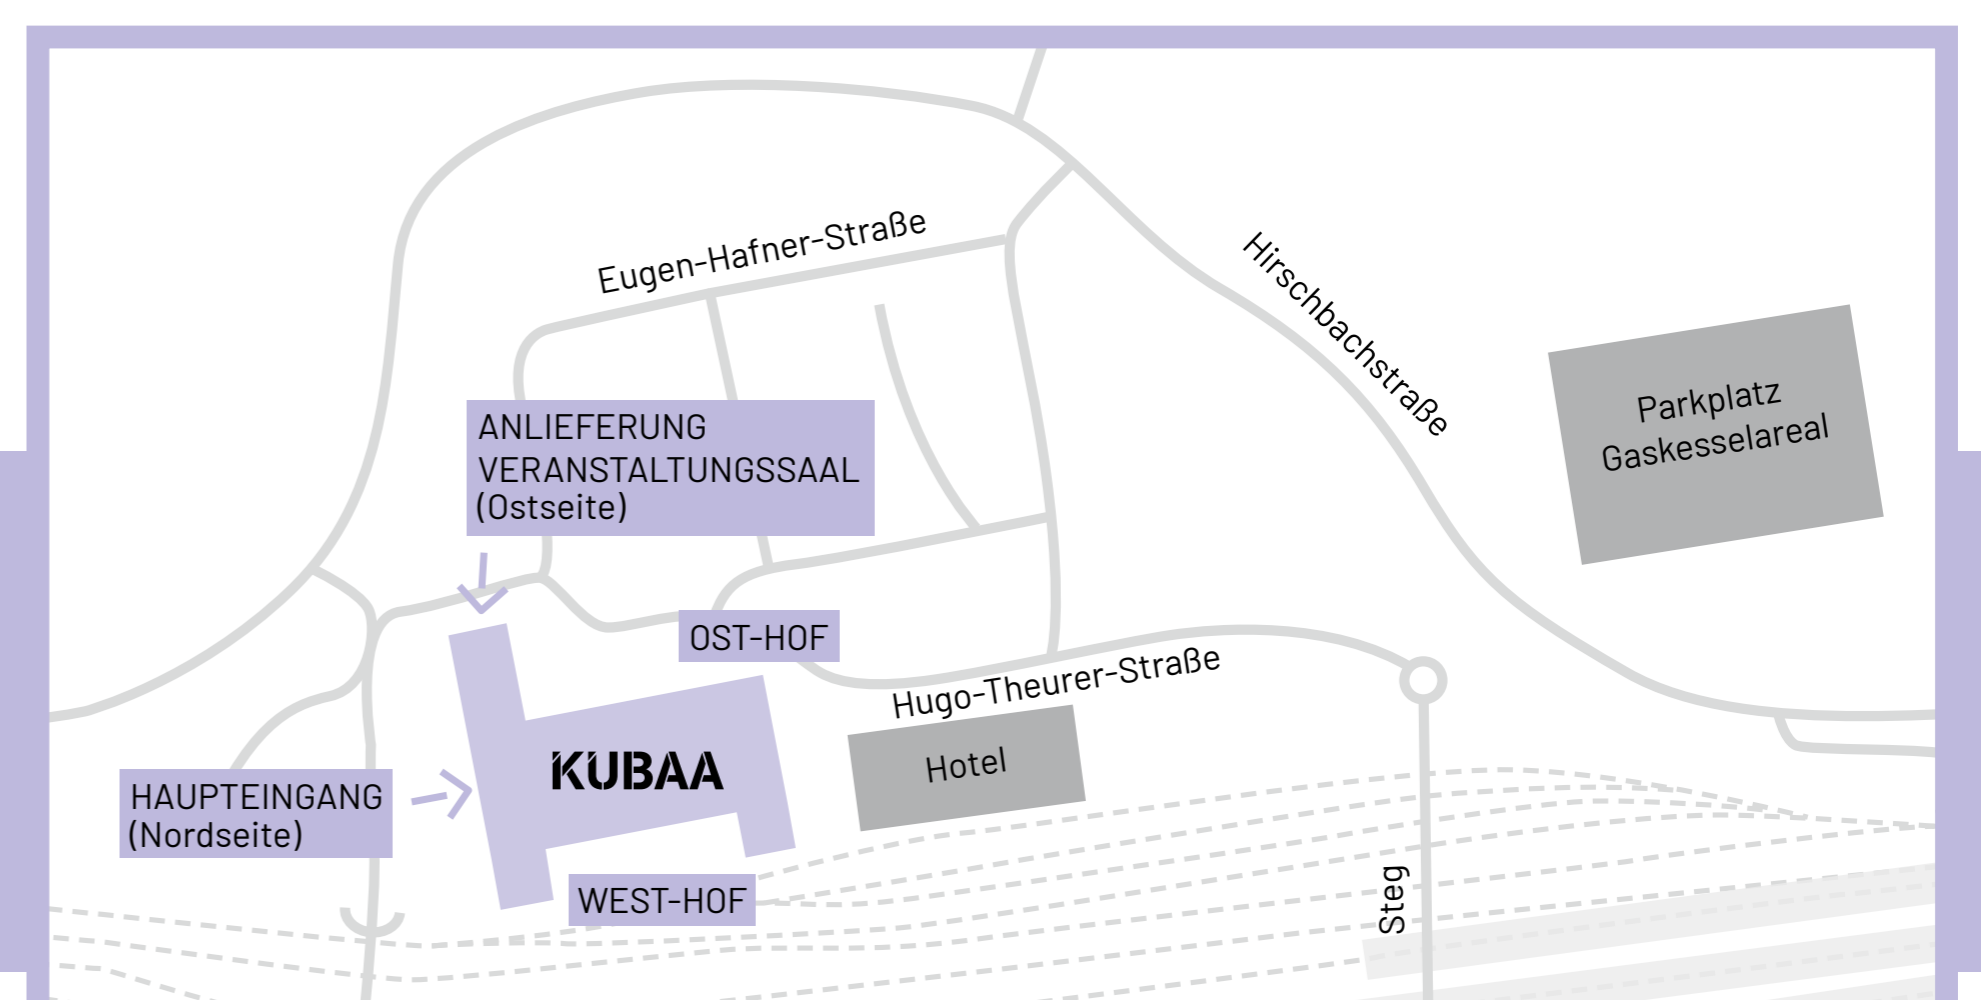 Eugen-Hafner-Straße
Hirschbachstraße
Parkplatz
Gaskesselareal
ANLIEFERUNG
VERANSTALTUNGSSAAL
(Ostseite)
OST-HOF
Hugo-Theurer-Straße
KUBAA
Hotel
HAUPTEINGANG
(Nordseite)
WEST-HOF
Steg